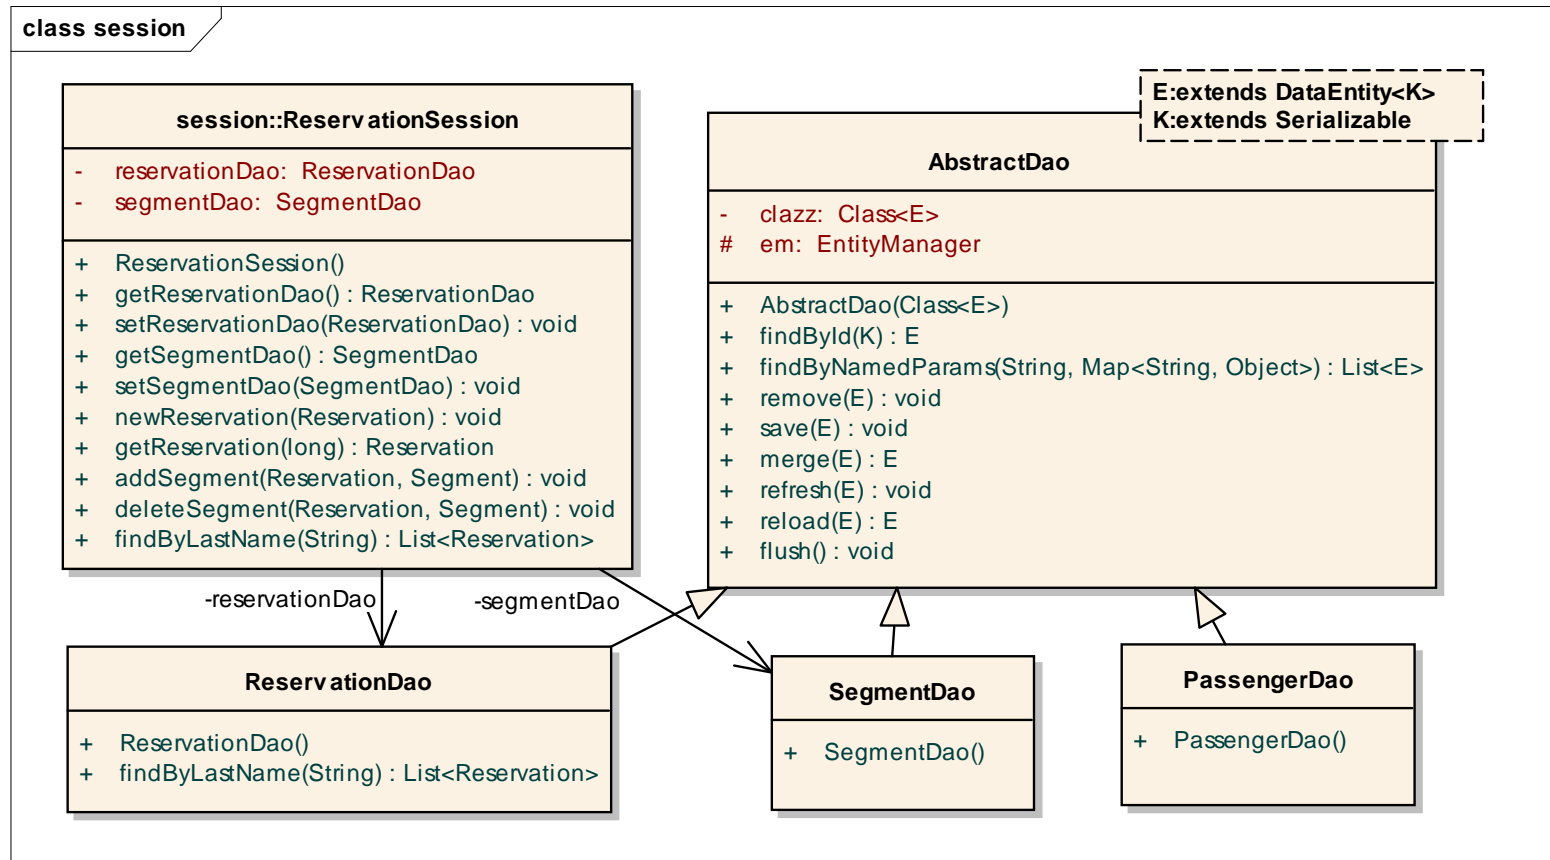 class session
session::ReservationSession
- reservationDao: ReservationDao
- segmentDao: SegmentDao
+ ReservationSession()
+ getReservationDao() : ReservationDao
+ setReservationDao(ReservationDao) : void
+ getSegmentDao() : SegmentDao
+ setSegmentDao(SegmentDao) : void
+ newReservation(Reservation) : void
+ getReservation(long) : Reservation
+ addSegment(Reservation, Segment) : void
+ deleteSegment(Reservation, Segment) : void
+ findByLastName(String) : List<Reservation>
E:extends DataEntity<K>
K:extends Serializable
AbstractDao
- clazz: Class<E>
# em: EntityManager
+ AbstractDao(Class<E>)
+ findById(K) : E
+ findByNamedParams(String, Map<String, Object>) : List<E>
+ remove(E) : void
+ save(E) : void
+ merge(E) : E
+ refresh(E) : void
+ reload(E) : E
+ flush() : void
-reservationDao
-segmentDao
ReservationDao
+ ReservationDao()
+ findByLastName(String) : List<Reservation>
SegmentDao
+ SegmentDao()
PassengerDao
+ PassengerDao()